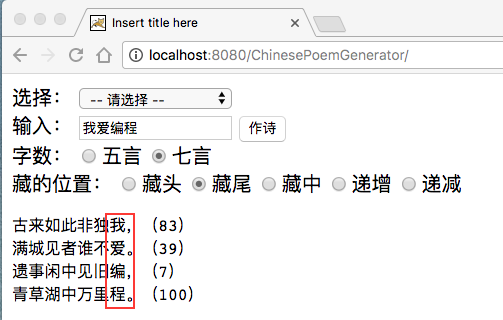 Insert title here
localhost:8080/ChinesePoemGenerator/
选择： -- 请选择 --
输入： 我爱编程 作诗
字数： 五言 七言
藏的位置： 藏头 藏尾 藏中 递增 递减
古来如此非独我，（83）
满城见者谁不爱。（39）
遗事闲中见旧编，（7）
青草湖中万里程。（100）